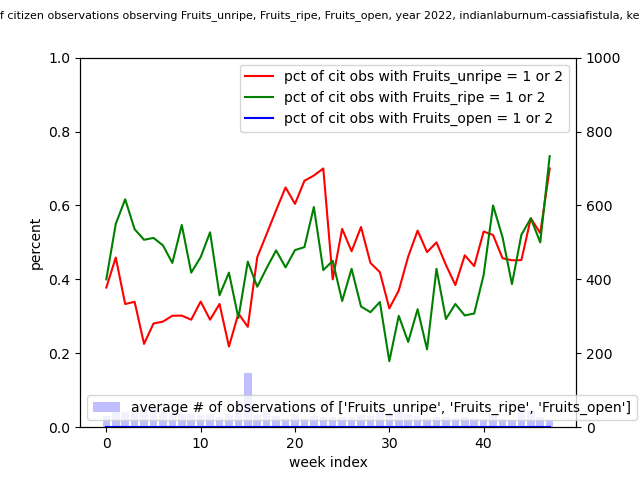 f citizen observations observing Fruits_unripe, Fruits_ripe, Fruits_open, year 2022, indianlaburnum-cassiafistula, ke
pct of cit obs with Fruits_unripe = 1 or 2
pct of cit obs with Fruits_ripe = 1 or 2
pct of cit obs with Fruits_open = 1 or 2
1.0
0.8
0.6
0.4
0.2
0.0
percent
1000
800
600
400
200
0
average # of observations of ['Fruits_unripe', 'Fruits_ripe', 'Fruits_open']
0 10 20 30 40
week index